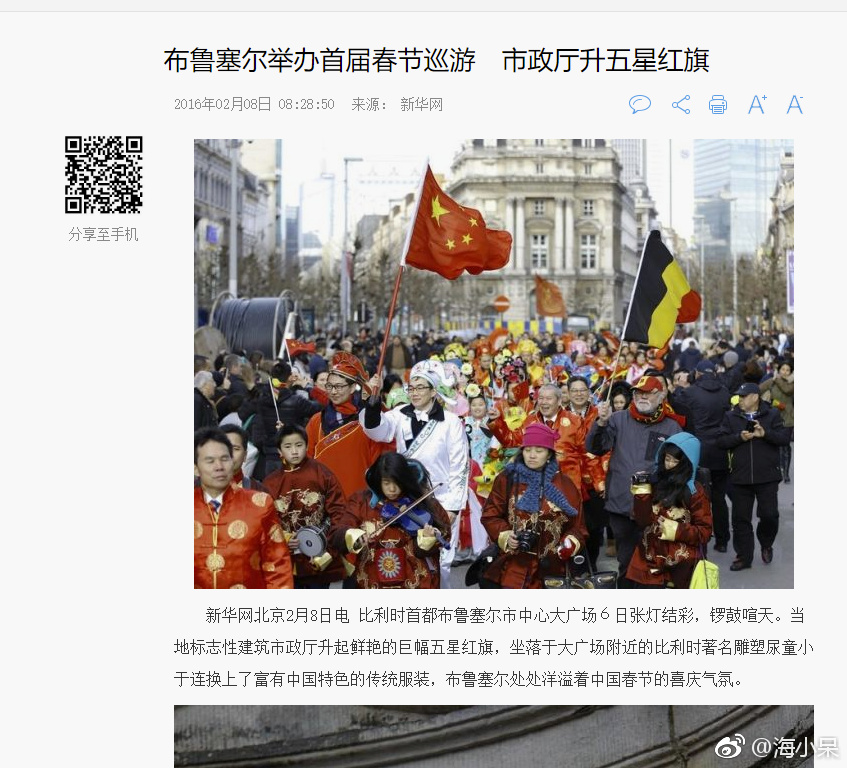 布鲁塞尔举办首届春节巡游　市政厅升五星红旗
2016年02月08日 08:28:50 来源： 新华网
A+ A-
分享至手机
新华网北京2月8日电 比利时首都布鲁塞尔市中心大广场６日张灯结彩，锣鼓喧天。当
地标志性建筑市政厅升起鲜艳的巨幅五星红旗，坐落于大广场附近的比利时著名雕塑尿童小
于连换上了富有中国特色的传统服装，布鲁塞尔处处洋溢着中国春节的喜庆气氛。
@海小呆